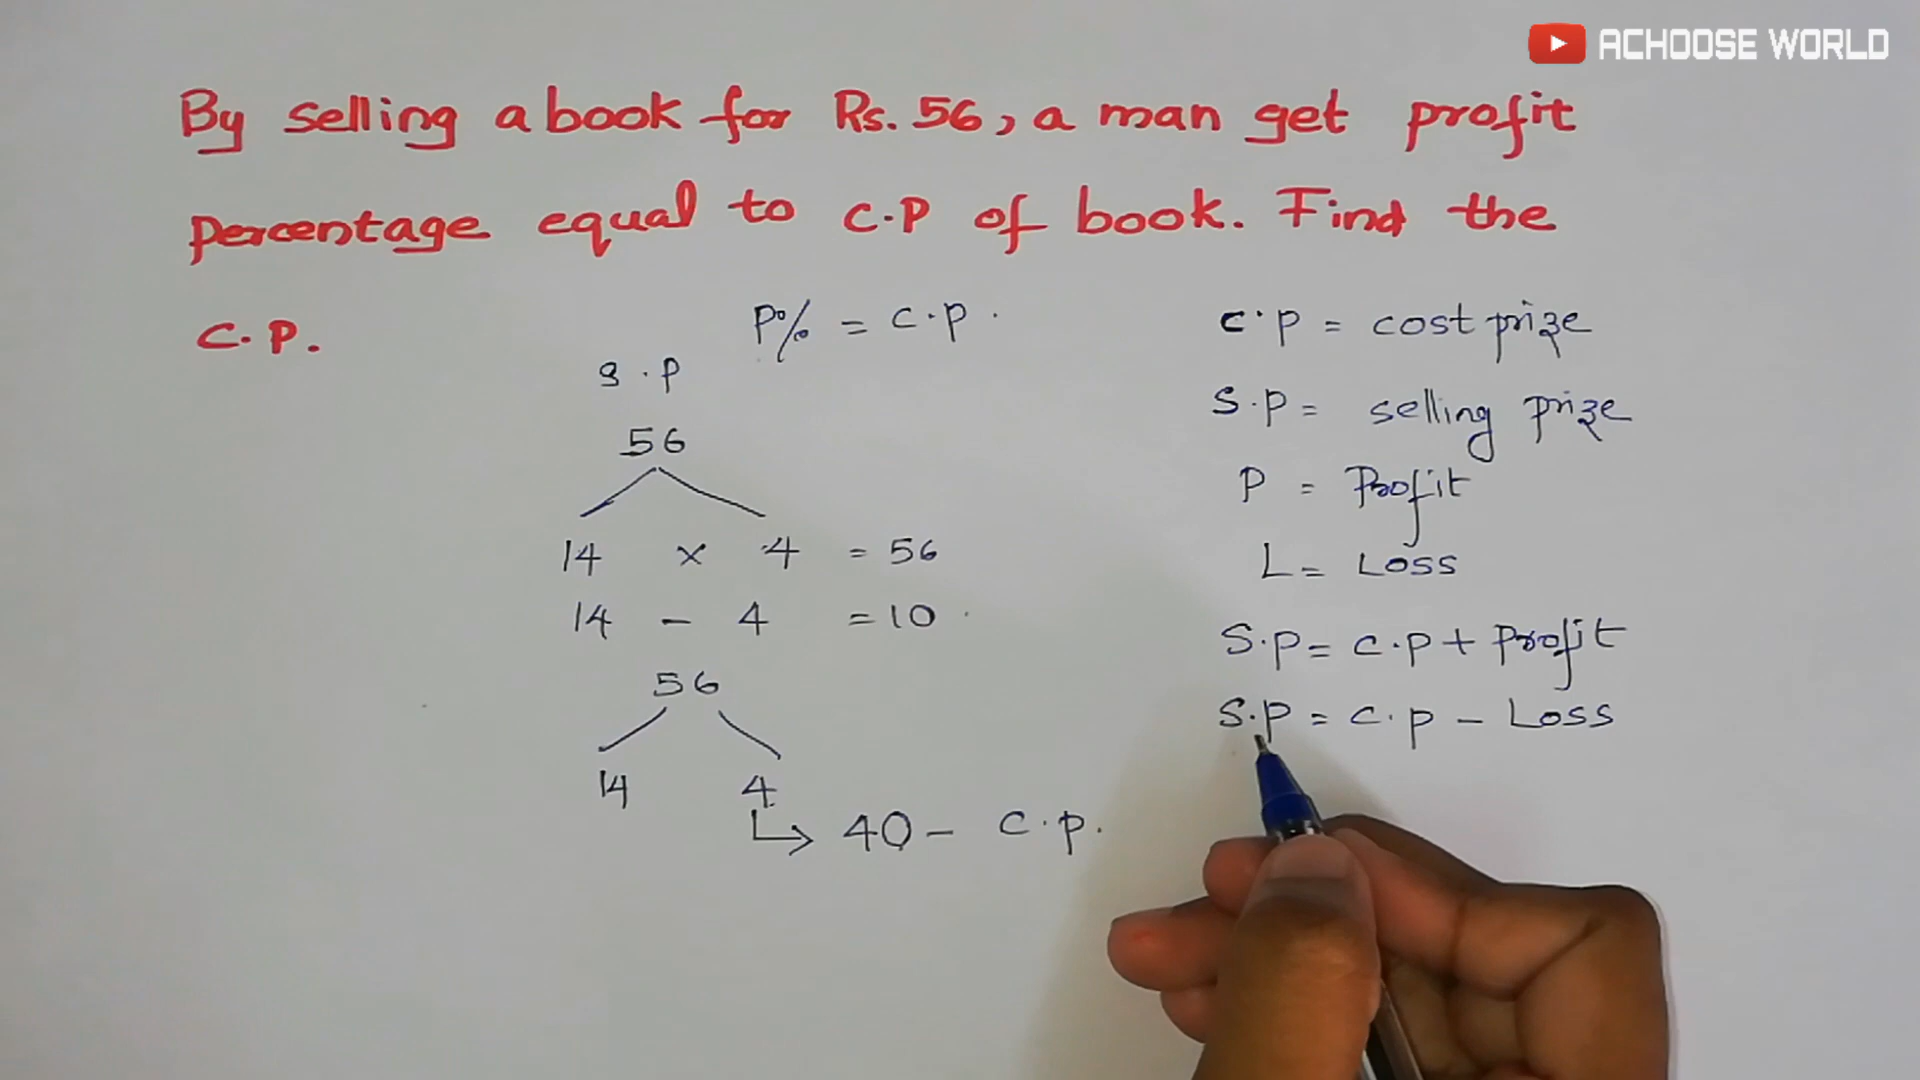 ACHOOSE WORLD
By selling a book for Rs. 56, a man get profit
percentage equal to C.P of book. Find the
C.P.
P% = C.P.
S.P
56
14 × 4 = 56
14 - 4 = 10
56
14 4
40 - C.P.
C.P = cost prize
S.P = selling prize
P = Profit
L = Loss
S.P = C.P + Profit
S.P = C.P - Loss